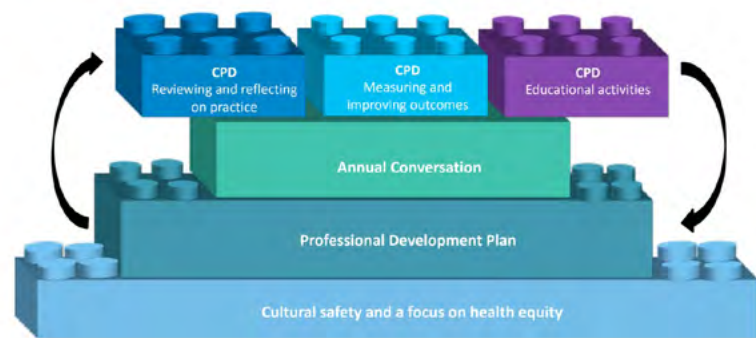 CPD
Reviewing and reflecting
on practice
CPD
Measuring and
improving outcomes
CPD
Educational activities
Annual Conversation
Professional Development Plan
Cultural safety and a focus on health equity